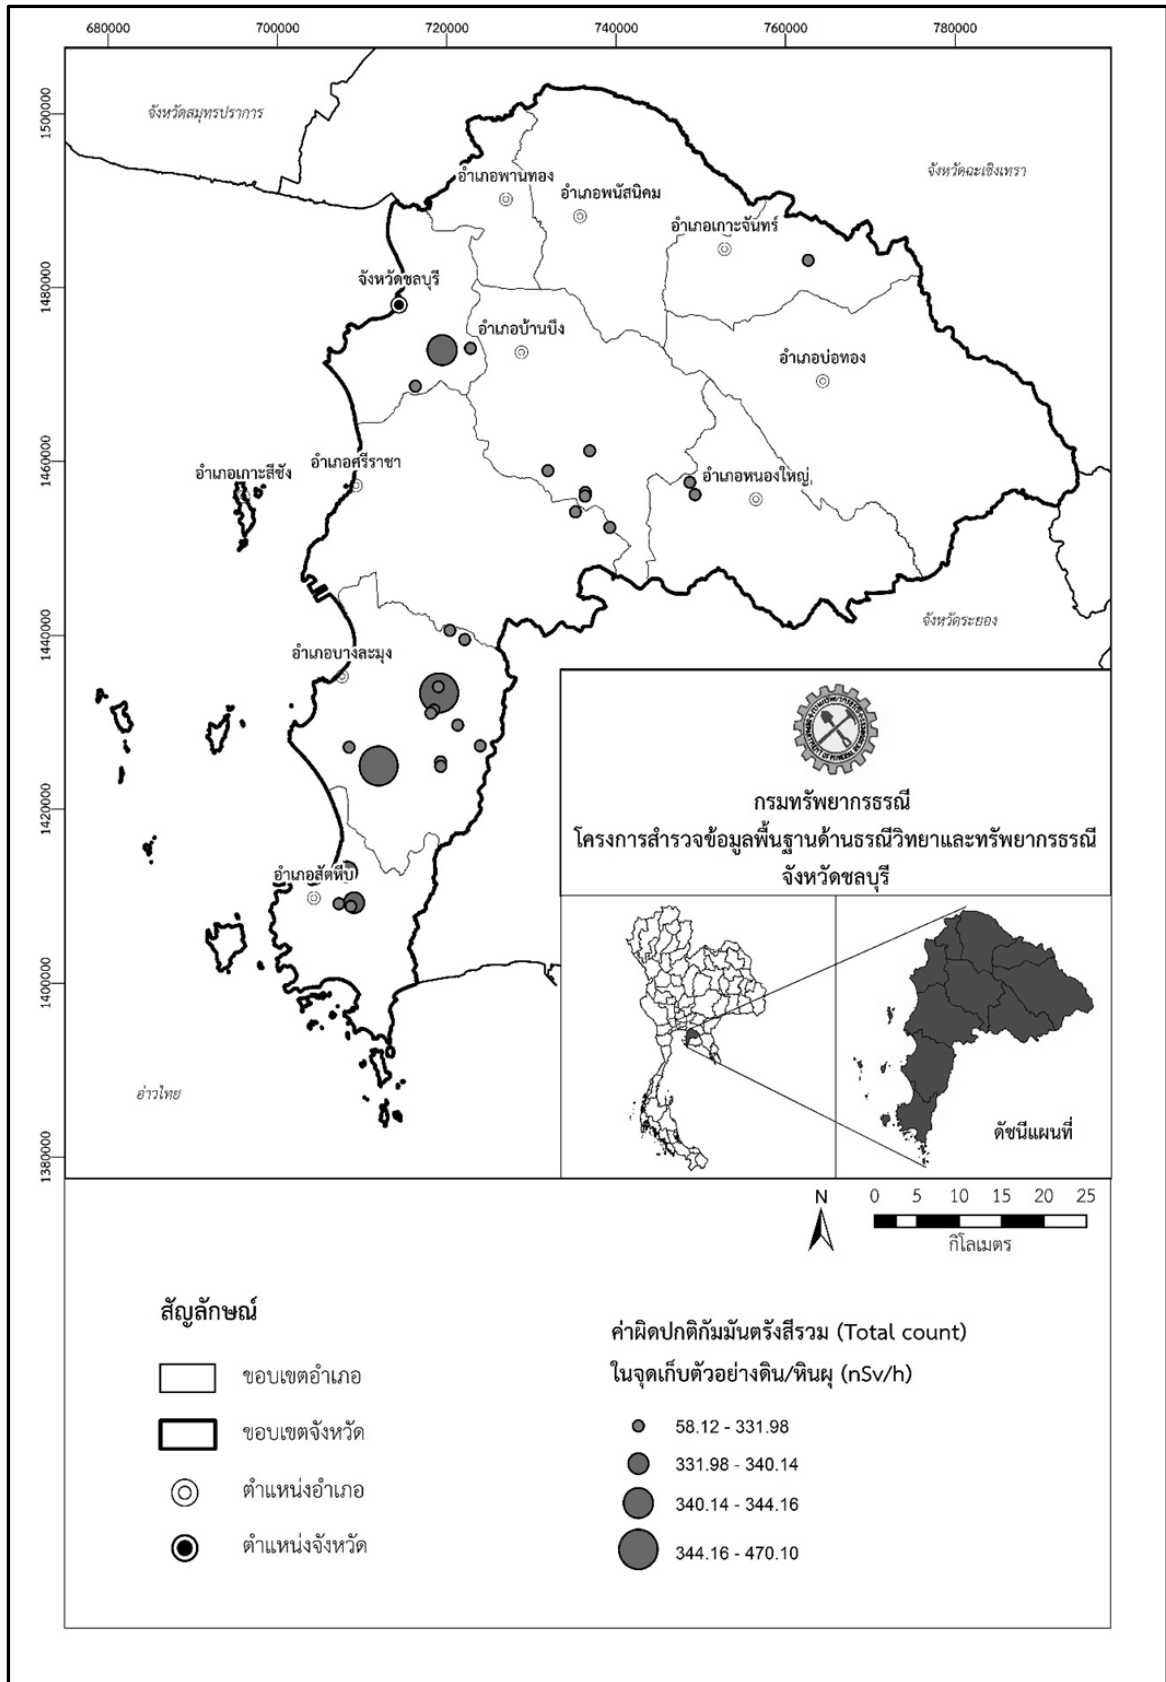 680000 700000 720000 740000 760000 780000
1500000
1480000
1460000
1440000
1420000
1400000
1380000
จังหวัดสมุทรปราการ
จังหวัดฉะเชิงเทรา
อำเภอพานทอง
อำเภอพนัสนิคม
อำเภอเกาะจันทร์
จังหวัดชลบุรี
อำเภอบ้านบึง
อำเภอบ่อทอง
อำเภอศรีราชา
อำเภอเกาะสีชัง
อำเภอหนองใหญ่
จังหวัดระยอง
อำเภอบางละมุง
อำเภอสัตหีบ
อ่าวไทย
กรมทรัพยากรธรณี
โครงการสำรวจข้อมูลพื้นฐานด้านธรณีวิทยาและทรัพยากรธรณี
จังหวัดชลบุรี
ดัชนีแผนที่
N
0 5 10 15 20 25
กิโลเมตร
สัญลักษณ์
ขอบเขตอำเภอ
ขอบเขตจังหวัด
ตำแหน่งอำเภอ
ตำแหน่งจังหวัด
ค่าผิดปกติกัมมันตรังสีรวม (Total count)
ในจุดเก็บตัวอย่างดิน/หินผุ (nSv/h)
58.12 - 331.98
331.98 - 340.14
340.14 - 344.16
344.16 - 470.10